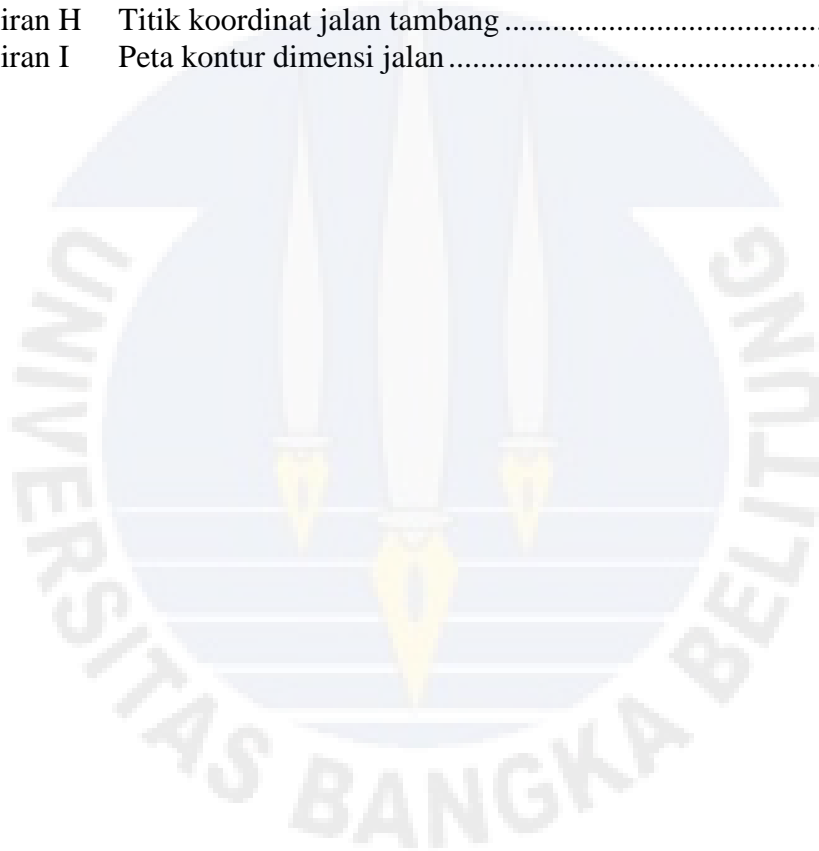 iran H Titik koordinat jalan tambang .......................................
iran I Peta kontur dimensi jalan ..............................................
UNIVERSITAS BANGKA BELITUNG